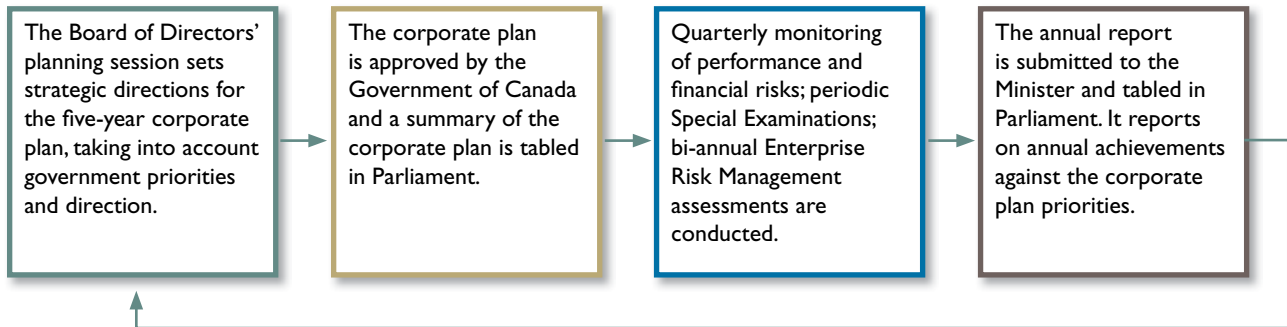 The Board of Directors’
planning session sets
strategic directions for
the five-year corporate
plan, taking into account
government priorities
and direction.
The corporate plan
is approved by the
Government of Canada
and a summary of the
corporate plan is tabled
in Parliament.
Quarterly monitoring
of performance and
financial risks; periodic
Special Examinations;
bi-annual Enterprise
Risk Management
assessments are
conducted.
The annual report
is submitted to the
Minister and tabled in
Parliament. It reports
on annual achievements
against the corporate
plan priorities.